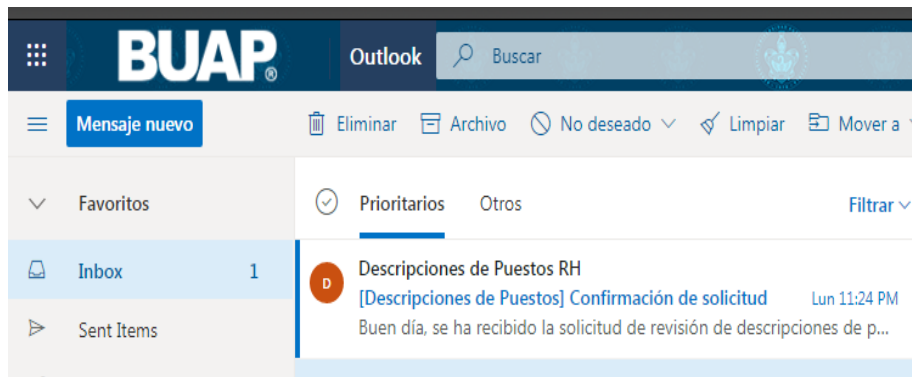 BUAP®
Outlook
Buscar
Mensaje nuevo
Eliminar
Archivo
No deseado
Limpiar
Mover a
Favoritos
Prioritarios
Otros
Filtrar
Inbox 1
D
Descripciones de Puestos RH
[Descripciones de Puestos] Confirmación de solicitud Lun 11:24 PM
Buen día, se ha recibido la solicitud de revisión de descripciones de p...
Sent Items